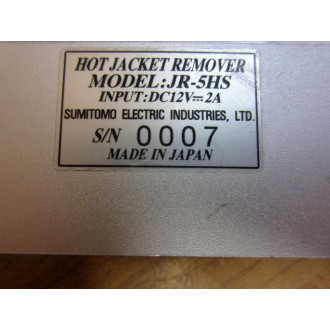 HOT JACKET REMOVER
MODEL:JR-5HS
INPUT:DC12V⎓2A
SUMITOMO ELECTRIC INDUSTRIES, LTD.
S/N 0007
MADE IN JAPAN